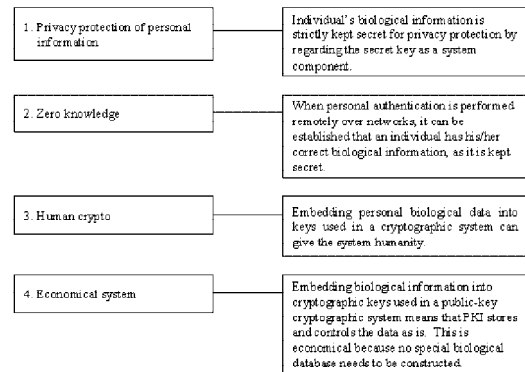 1. Privacy protection of personal
information
Individual's biological information is
strictly kept secret for privacy protection by
regarding the secret key as a system
component.
2. Zero knowledge
When personal authentication is performed
remotely over networks, it can be
established that an individual has his/her
correct biological information, as it is kept
secret.
3. Human crypto
Embedding personal biological data into
keys used in a cryptographic system can
give the system humanity.
4. Economical system
Embedding biological information into
cryptographic keys used in a public-key
cryptographic system means that PKI stores
and controls the data as is. This is
economical because no special biological
database needs to be constructed.